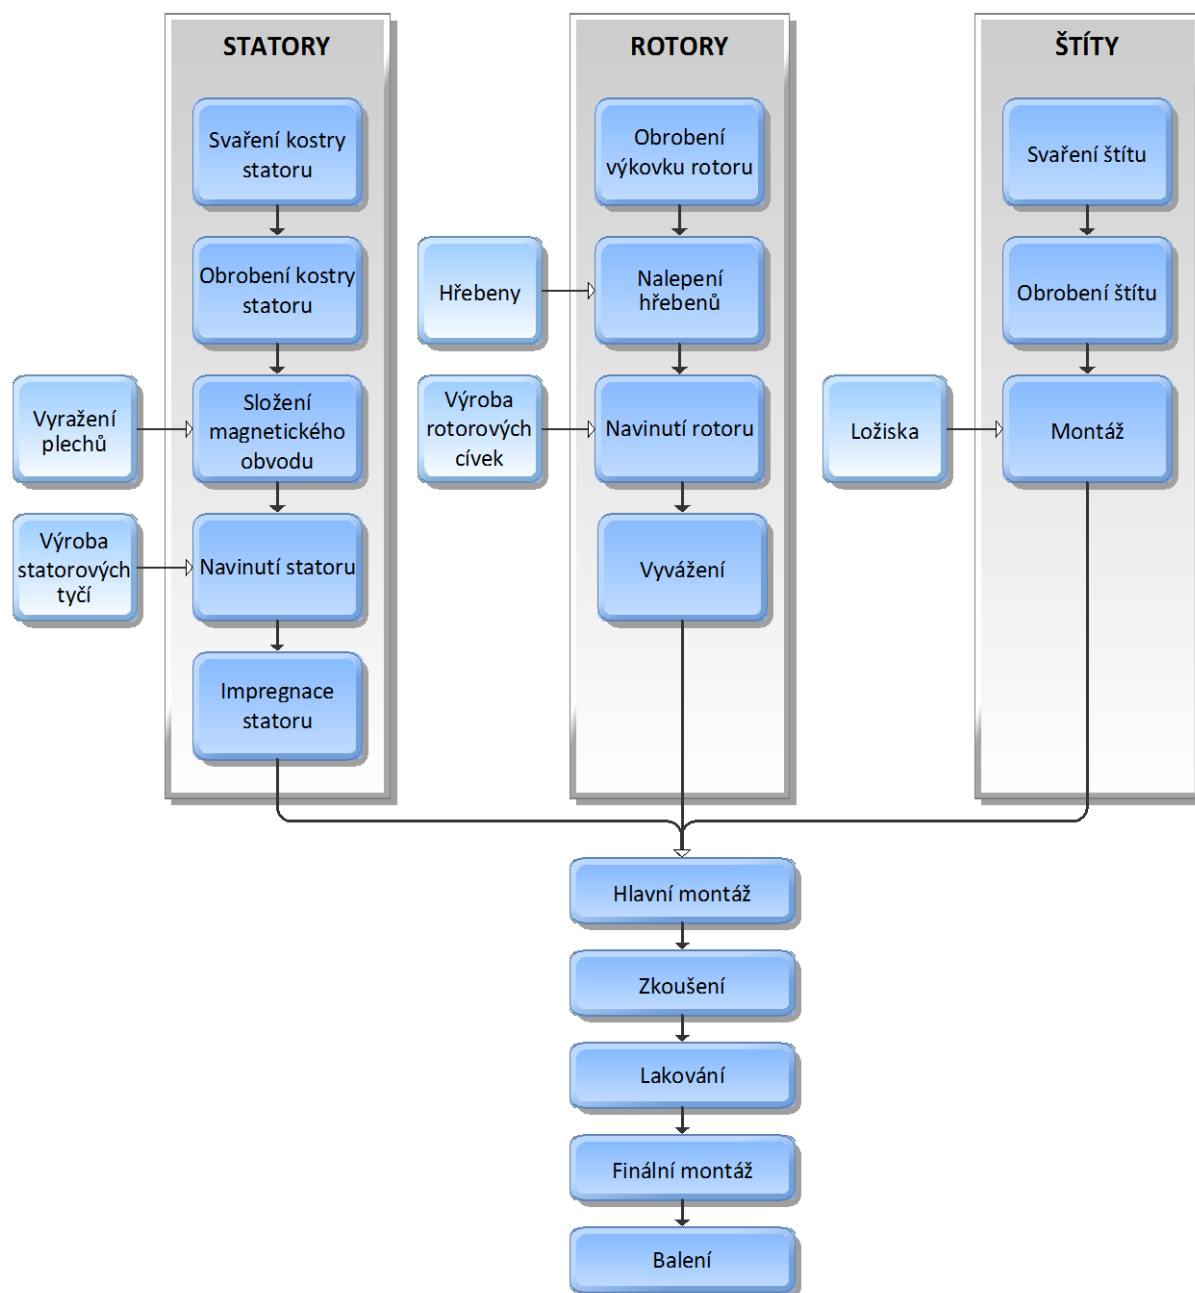 STATORY
Svaření kostry
statoru
Obrobení kostry
statoru
Vyražení
plechů
Složení
magnetického
obvodu
Výroba
statorových
tyčí
Navinutí statoru
Impregnace
statoru
ROTORY
Obrobení
výkovku rotoru
Hřebeny
Nalepení
hřebenů
Výroba
rotorových
cívek
Navinutí rotoru
Vyvážení
ŠTÍTY
Svaření štítu
Obrobení štítu
Ložiska
Montáž
Hlavní montáž
Zkoušení
Lakování
Finální montáž
Balení